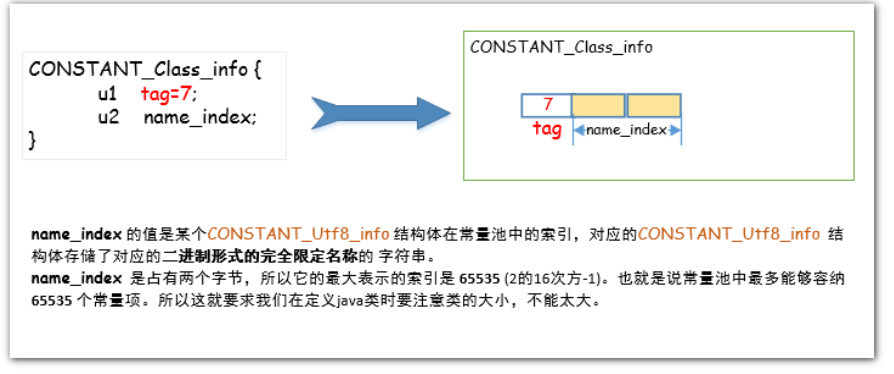 CONSTANT_Class_info {
u1 tag=7;
u2 name_index;
}
CONSTANT_Class_info
7
tag
name_index
name_index 的值是某个CONSTANT_Utf8_info 结构体在常量池中的索引，对应的CONSTANT_Utf8_info 结
构体存储了对应的二进制形式的完全限定名称的 字符串。
name_index 是占有两个字节，所以它的最大表示的索引是 65535 (2的16次方-1)。也就是说常量池中最多能够容纳
65535 个常量项。所以这就要求我们在定义java类时要注意类的大小，不能太大。